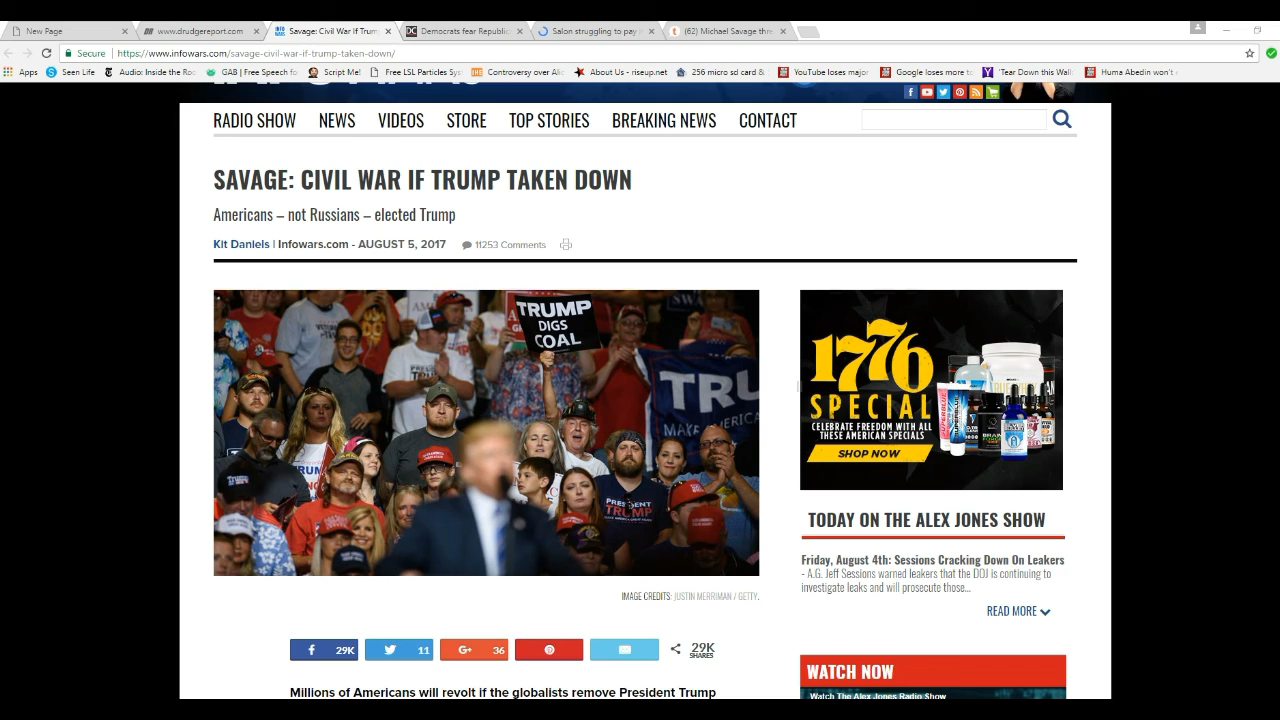 New Page
www.drudgereport.com
Savage: Civil War If Trum
Democrats fear Republic
Salon struggling to pay
(62) Michael Savage thre
Secure
https://www.infowars.com/savage-civil-war-if-trump-taken-down/
Apps
Seen Life
Audio: Inside the Roc
GAB | Free Speech fo
Script Me!
Free LSL Particles Sys
Controversy over Alic
About Us - riseup.net
256 micro sd card &
YouTube loses major
Google loses more to
'Tear Down this Wall
Huma Abedin won't
RADIO SHOW
NEWS
VIDEOS
STORE
TOP STORIES
BREAKING NEWS
CONTACT
SAVAGE: CIVIL WAR IF TRUMP TAKEN DOWN
Americans – not Russians – elected Trump
Kit Daniels | Infowars.com - AUGUST 5, 2017
11253 Comments
TRUMP
DIGS
COAL
TRU
PRESIDENT
TRUMP
IMAGE CREDITS: JUSTIN MERRIMAN / GETTY.
29K
11
G+ 36
29K
SHARES
Millions of Americans will revolt if the globalists remove President Trump
1776
SPECIAL
CELEBRATE FREEDOM WITH ALL
THESE AMERICAN SPECIALS
SHOP NOW
TODAY ON THE ALEX JONES SHOW
Friday, August 4th: Sessions Cracking Down On Leakers
- A.G. Jeff Sessions warned leakers that the DOJ is continuing to
investigate leaks and will prosecute those...
READ MORE
WATCH NOW
Watch The Alex Jones Radio Show